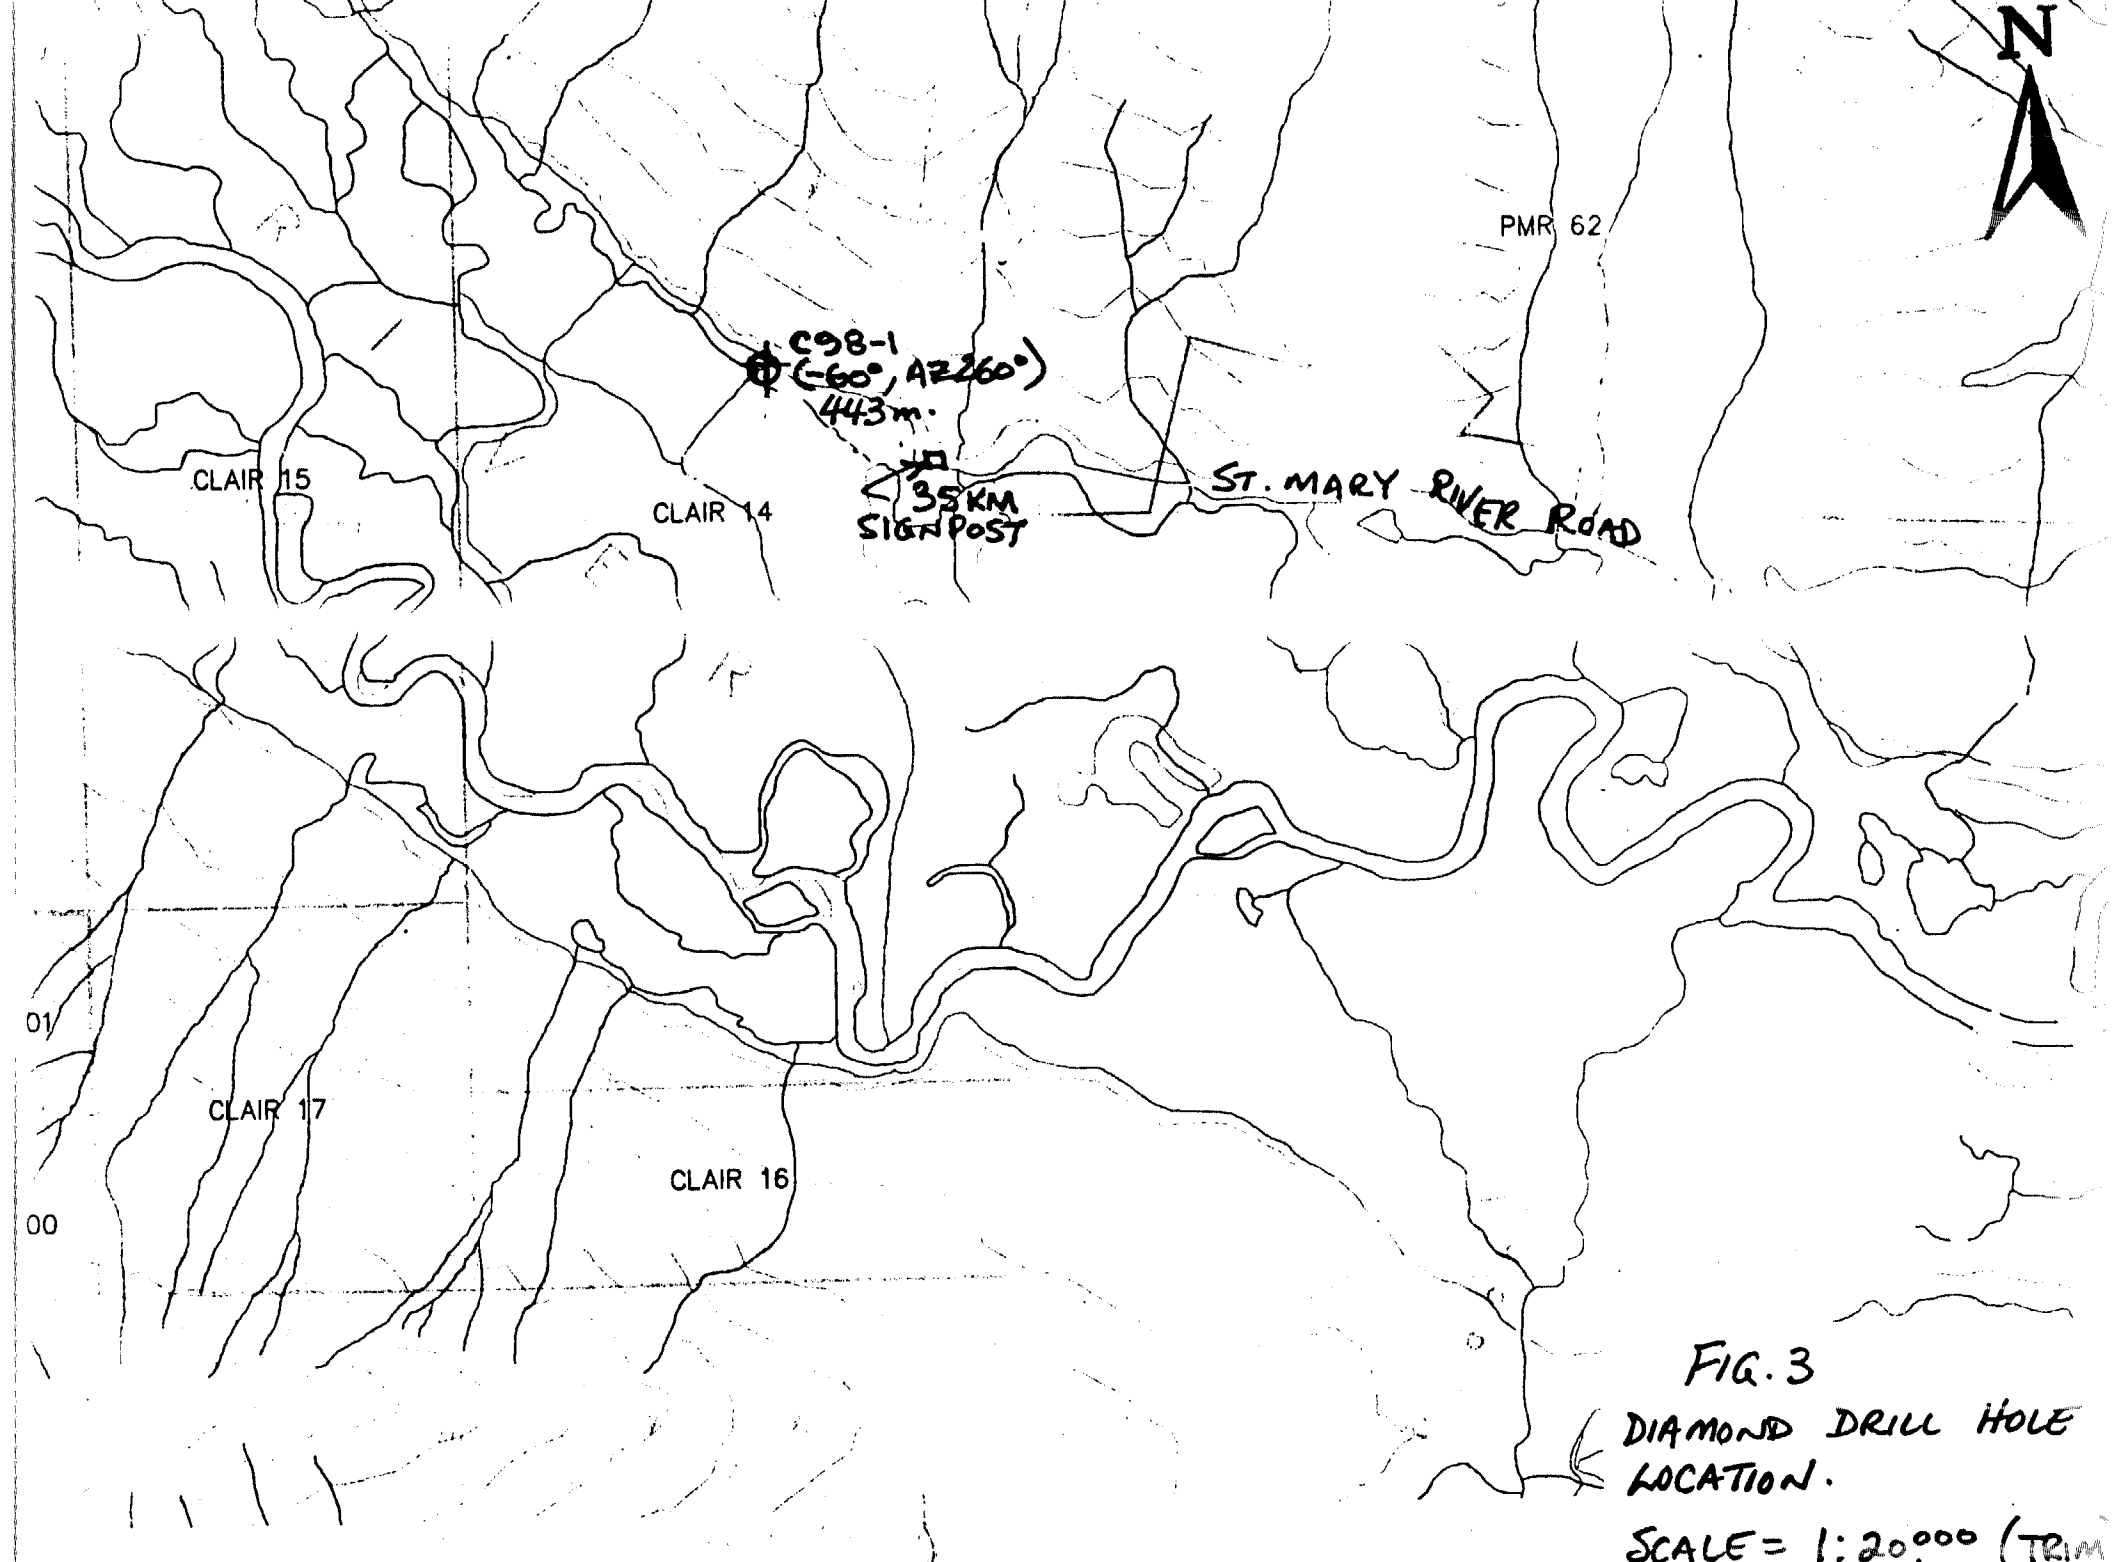 N
PMR 62
C98-1
(-60°, AZ260°)
443m.
CLAIR 15
CLAIR 14
35KM
SIGNPOST
ST. MARY RIVER ROAD
01
CLAIR 17
CLAIR 16
00
FIG. 3
DIAMOND DRILL HOLE
LOCATION.
SCALE = 1:20000 (TRIM